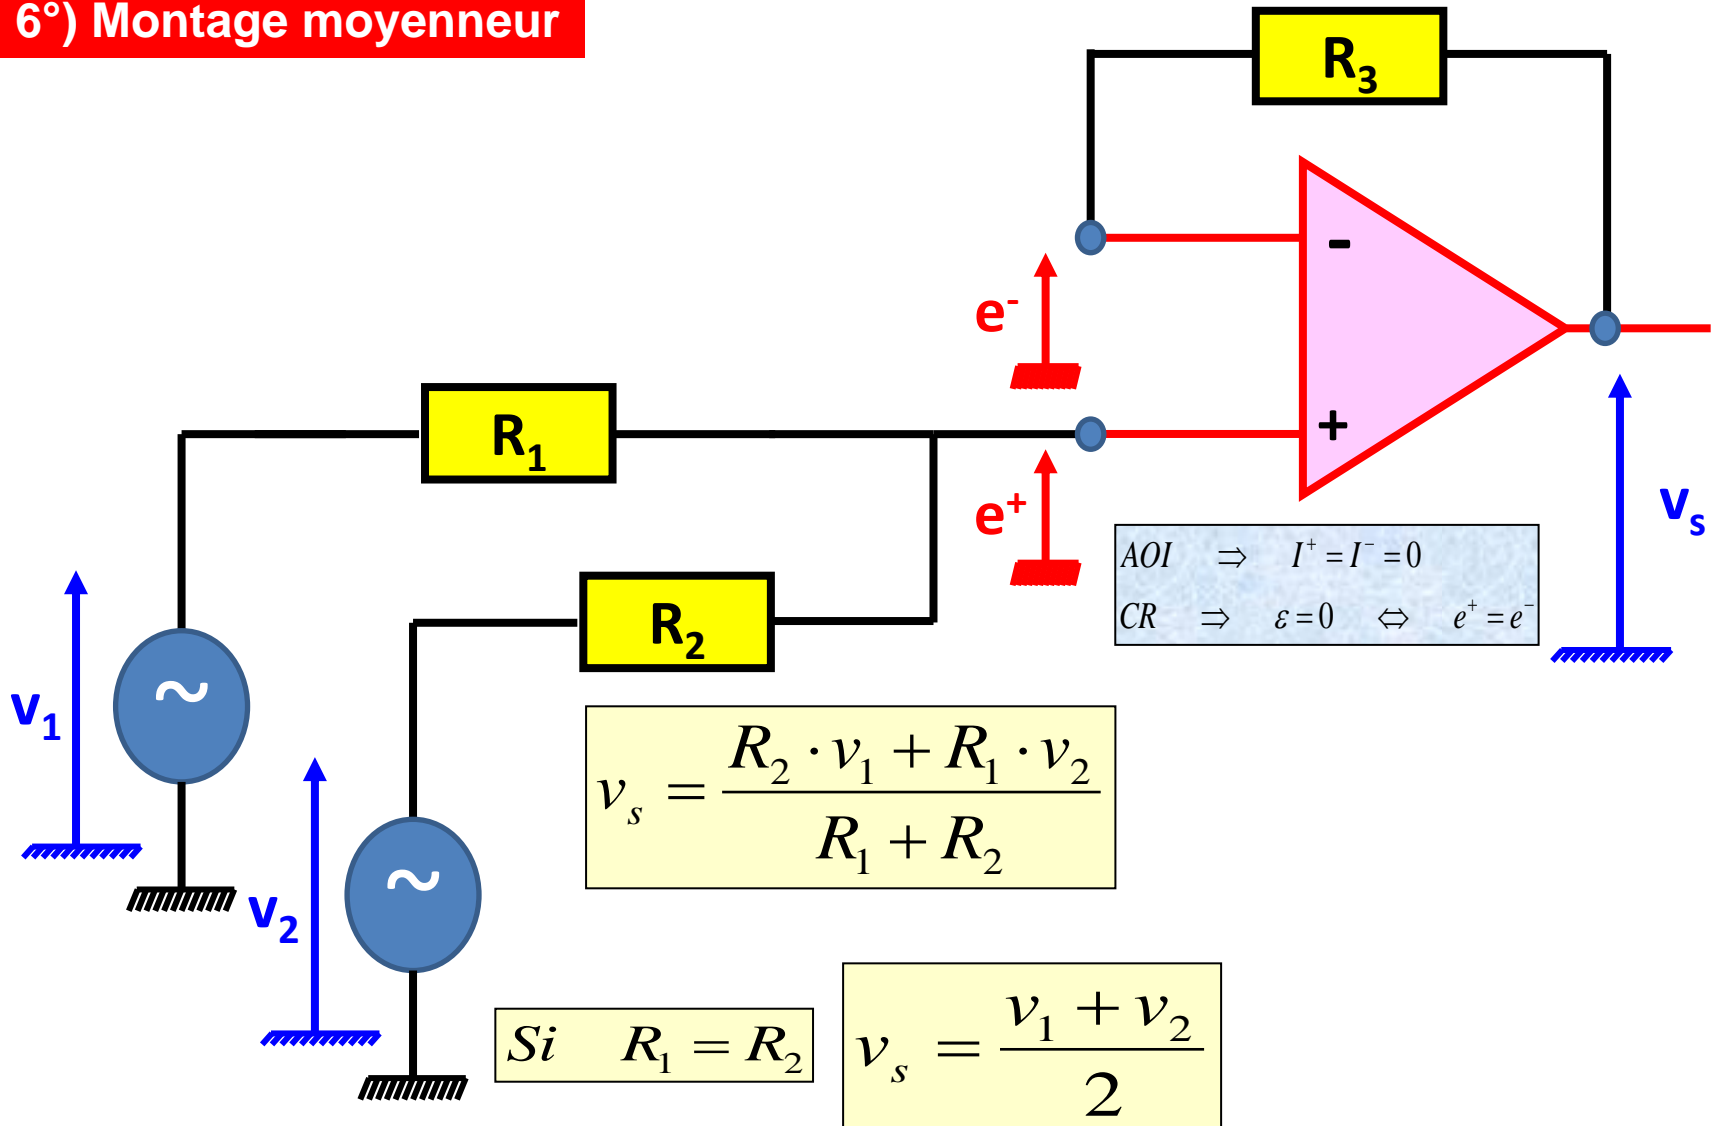 6°) Montage moyenneur
R₃
-
e⁻
R₁
+
e⁺
vₛ
AOI ⇒ I⁺ = I⁻ = 0
CR ⇒ ε = 0 ⇔ e⁺ = e⁻
R₂
~
v₁
vₛ = (R₂ · v₁ + R₁ · v₂) / (R₁ + R₂)
~
v₂
Si R₁ = R₂
vₛ = (v₁ + v₂) / 2